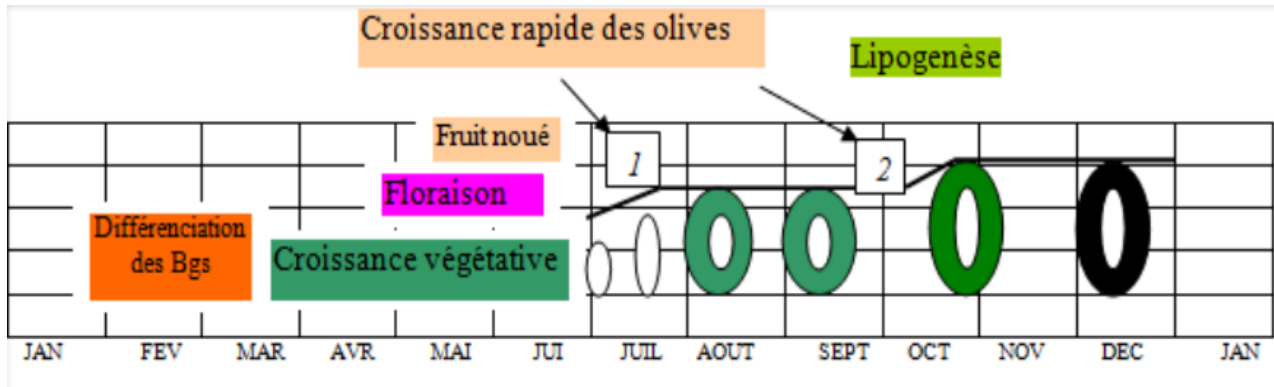 Croissance rapide des olives
Lipogenèse
Fruit noué
1
2
Floraison
Différenciation
des Bgs
Croissance végétative
JAN FEV MAR AVR MAI JUI JUIL AOUT SEPT OCT NOV DEC JAN